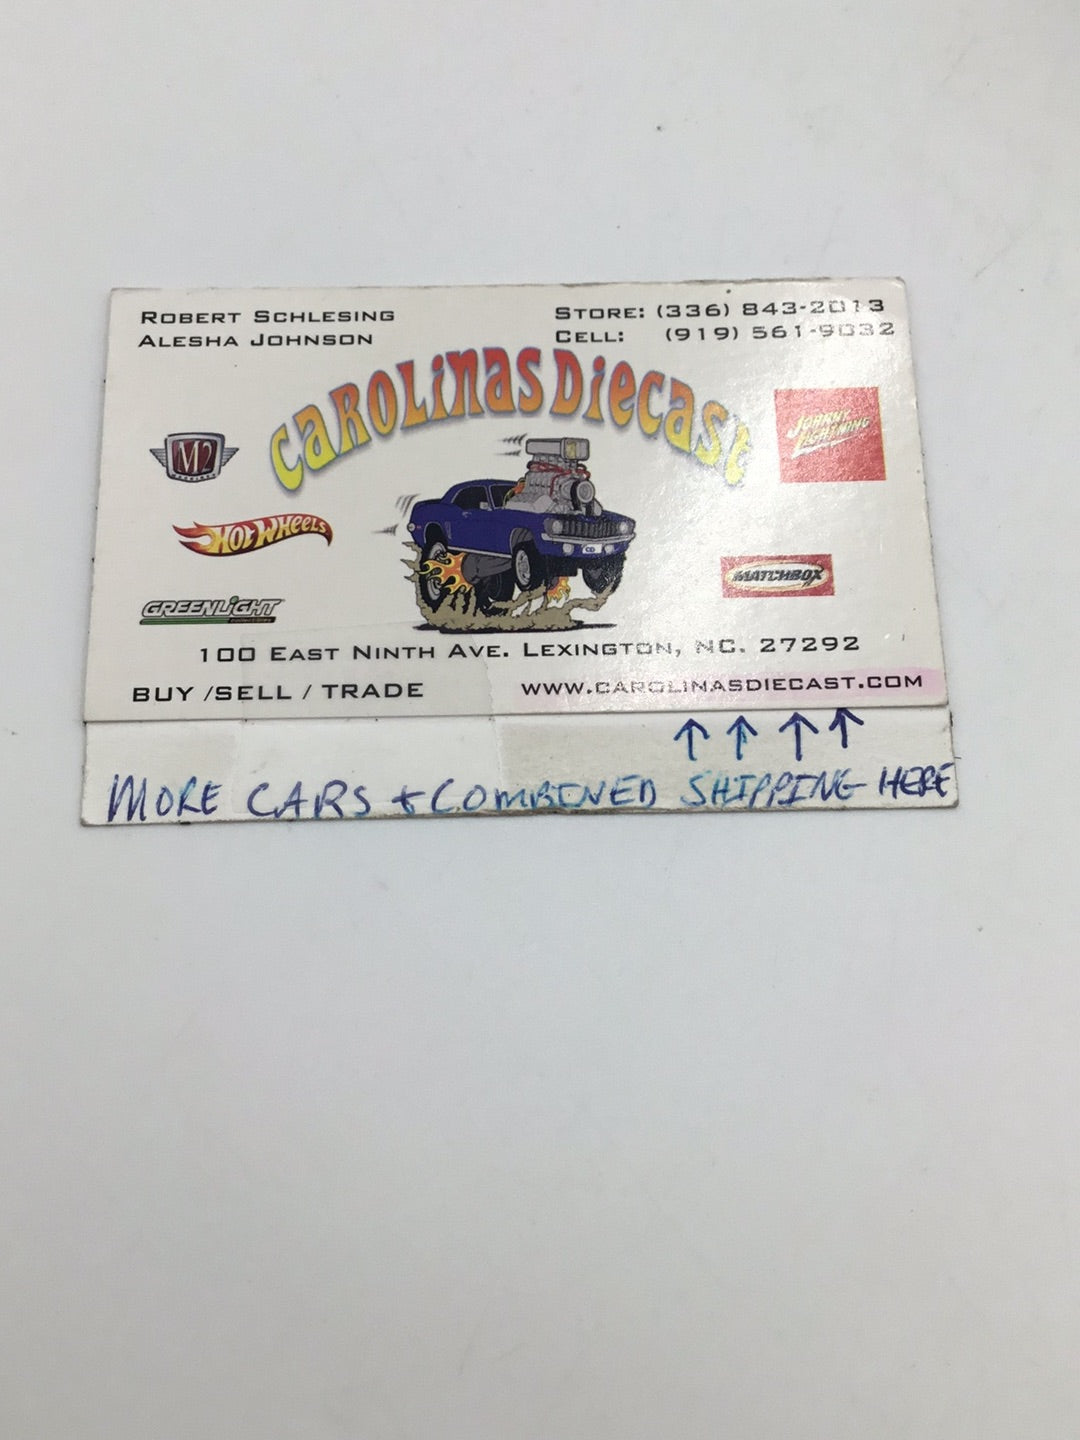 ROBERT SCHLESING
ALESHA JOHNSON
STORE: (336) 843-2013
CELL: (919) 561-9032
CAROLINAS DIECAST
M2
JOHNNY LIGHTNING
HOT WHEELS
MATCHBOX
GREENLIGHT
collectibles
100 EAST NINTH AVE. LEXINGTON, NC. 27292
BUY /SELL / TRADE
WWW.CAROLINASDIECAST.COM
↑ ↑ ↑ ↑
MORE CARS + COMBINED SHIPPING HERE